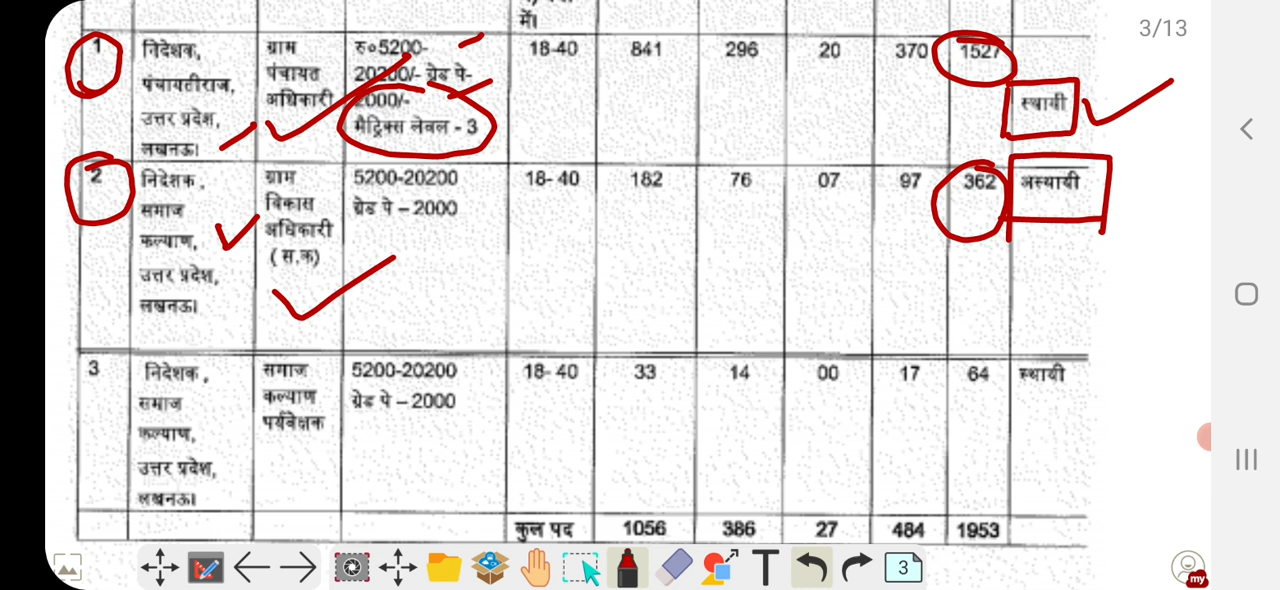 में।
3/13
1 निदेशक, ग्राम रु०5200- 18-40 841 296 20 370 1527
पंचायतीराज, पंचायत 20200/- ग्रेड पे-
उत्तर प्रदेश, अधिकारी 2000/- स्थायी
लखनऊ। मैट्रिक्स लेवल - 3
2 निदेशक, ग्राम 5200-20200 18- 40 182 76 07 97 362 अस्थायी
समाज विकास ग्रेड पे – 2000
कल्याण, अधिकारी
उत्तर प्रदेश, ( स.क)
लखनऊ।
3 निदेशक, समाज 5200-20200 18- 40 33 14 00 17 64 स्थायी
समाज कल्याण ग्रेड पे – 2000
कल्याण, पर्यवेक्षक
उत्तर प्रदेश,
लखनऊ।
कुल पद 1056 386 27 484 1953
T 3
my